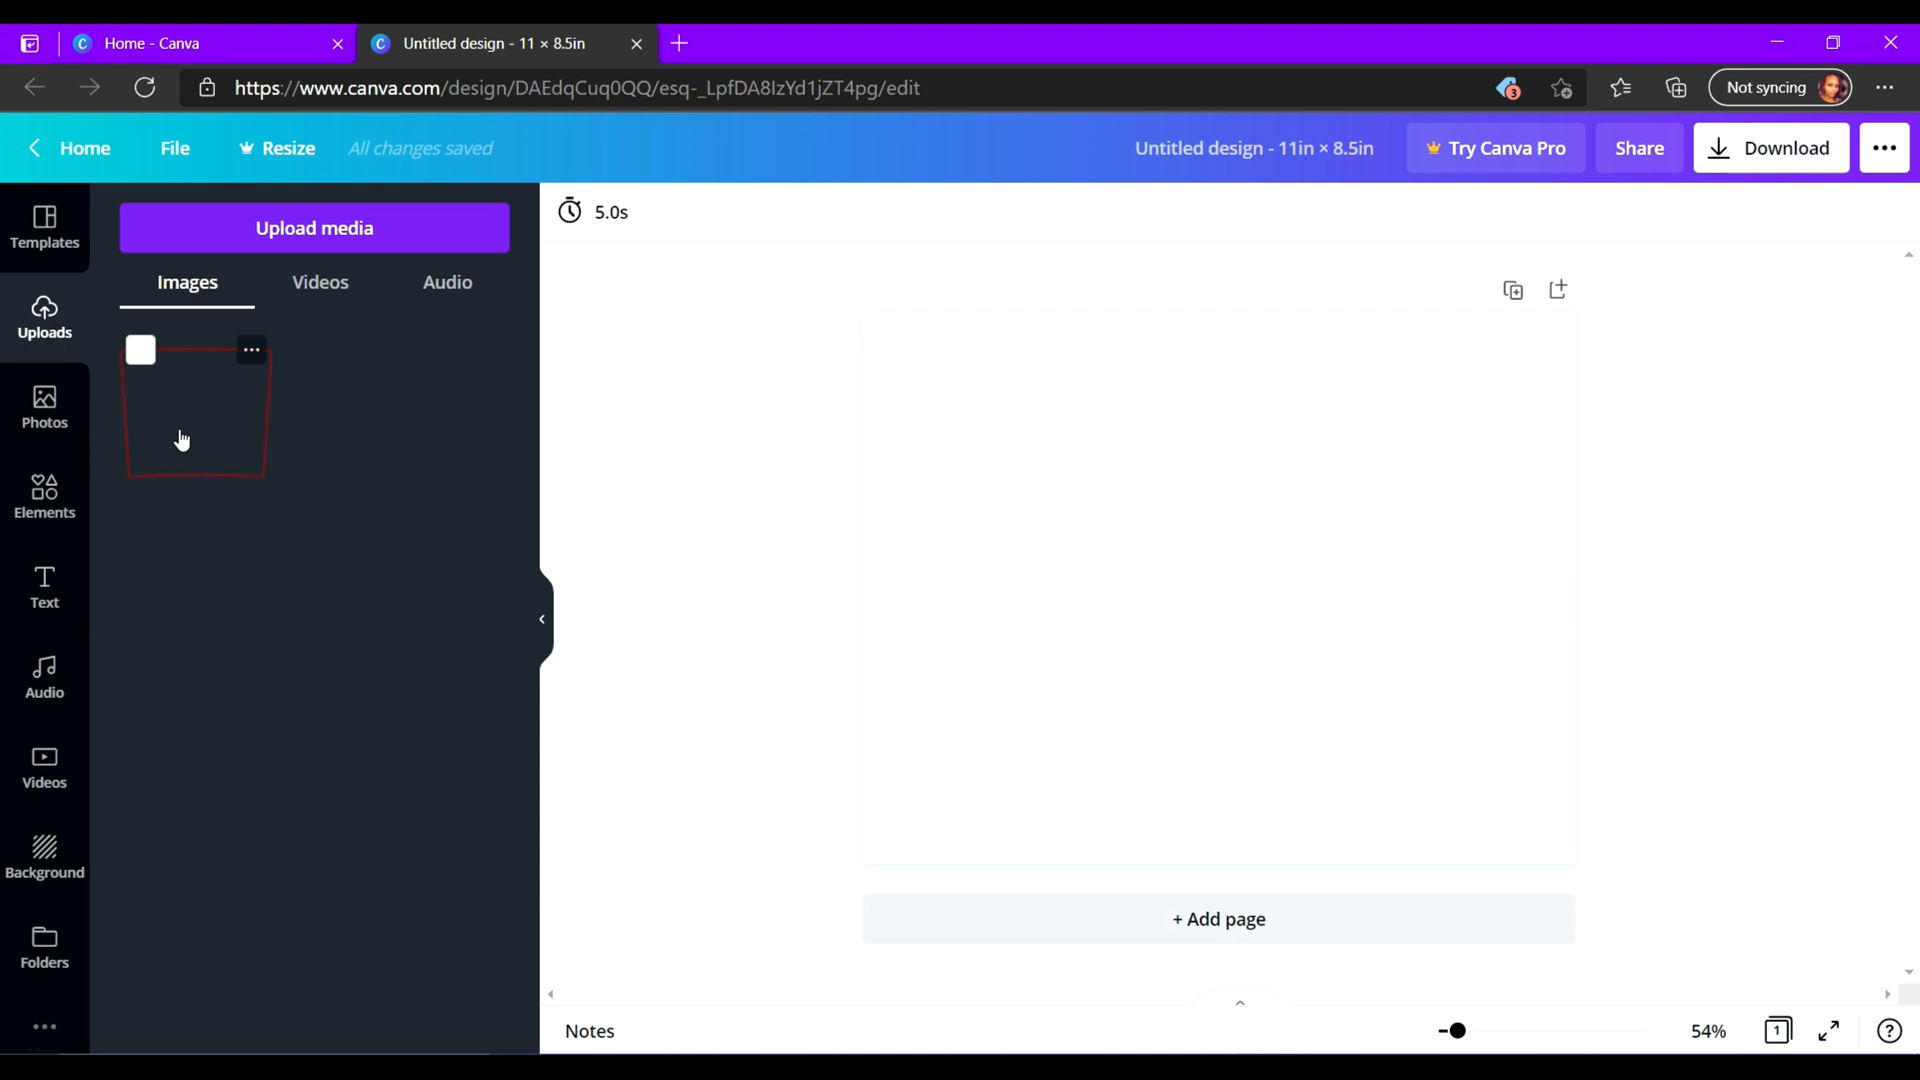 Home - Canva
Untitled design - 11 × 8.5in
https://www.canva.com/design/DAEdqCuq0QQ/esq-_LpfDA8IzYd1jZT4pg/edit
3
Not syncing
Home
File
Resize
All changes saved
Untitled design - 11in × 8.5in
Try Canva Pro
Share
Download
Templates
Uploads
Photos
Elements
Text
Audio
Videos
Background
Folders
Upload media
Images
Videos
Audio
5.0s
+ Add page
Notes
54%
1